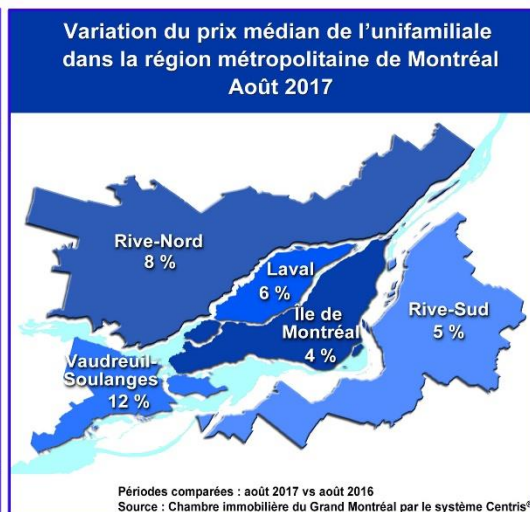 Variation du prix médian de l'unifamiliale
dans la région métropolitaine de Montréal
Août 2017
Rive-Nord
8 %
Laval
6 %
Île de
Montréal
4 %
Rive-Sud
5 %
Vaudreuil-
Soulanges
12 %
Périodes comparées : août 2017 vs août 2016
Source : Chambre immobilière du Grand Montréal par le système Centris®